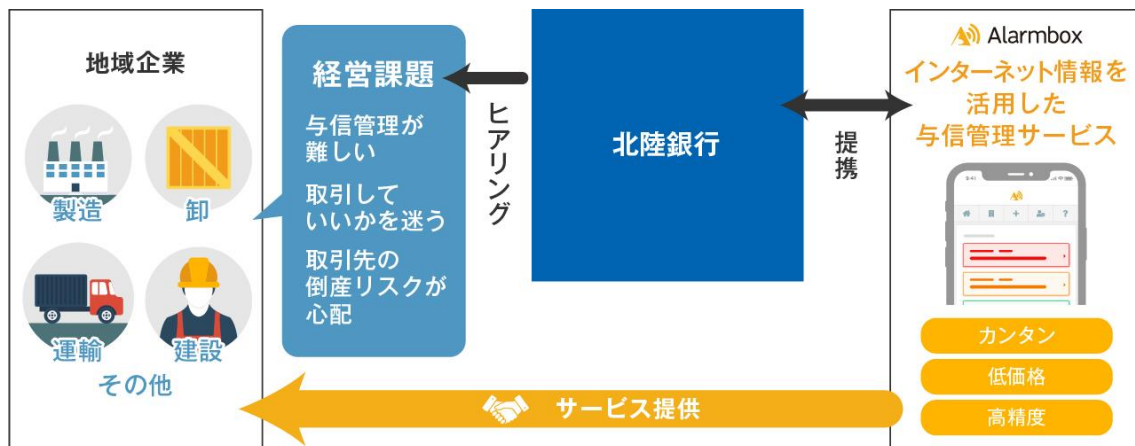 地域企業
製造
卸
運輸
建設
その他
経営課題
与信管理が
難しい
取引して
いいかを迷う
取引先の
倒産リスクが
心配
ヒアリング
北陸銀行
提携
Alarmbox
インターネット情報を
活用した
与信管理サービス
9:41
?
カンタン
低価格
高精度
サービス提供